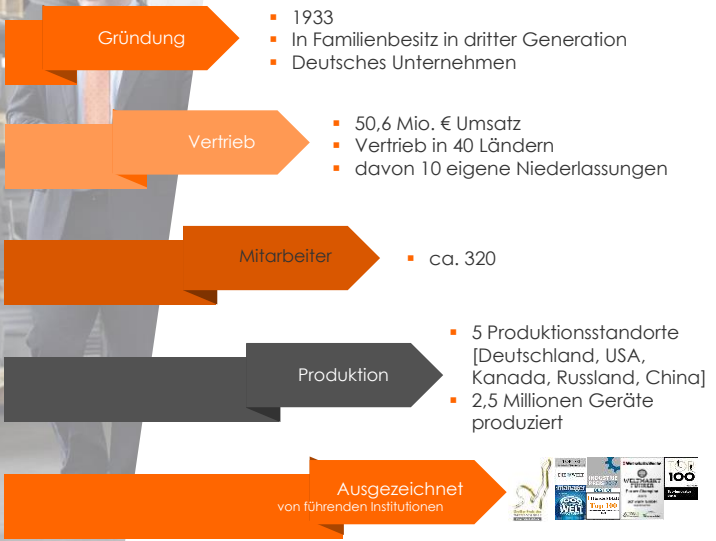 Gründung
1933
In Familienbesitz in dritter Generation
Deutsches Unternehmen
Vertrieb
50,6 Mio. € Umsatz
Vertrieb in 40 Ländern
davon 10 eigene Niederlassungen
Mitarbeiter
ca. 320
Produktion
5 Produktionsstandorte
[Deutschland, USA,
Kanada, Russland, China]
2,5 Millionen Geräte
produziert
Ausgezeichnet
von führenden Institutionen
INDUSTRIE
PREIS
WELTMARKT
FÜHRER
Top 100
WELT
100